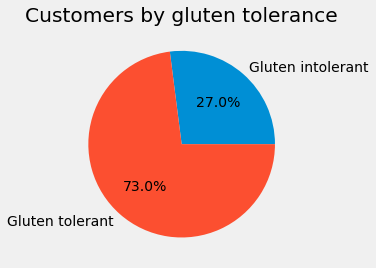 Customers by gluten tolerance
Gluten intolerant
27.0%
73.0%
Gluten tolerant